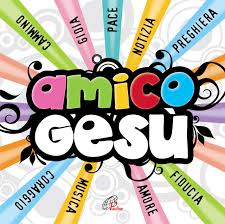 CAMMINO
GIOIA
PACE
NOTIZIA
PREGHIERA
amico
Gesù
CORAGGIO
MUSICA
AMORE
FIDUCIA